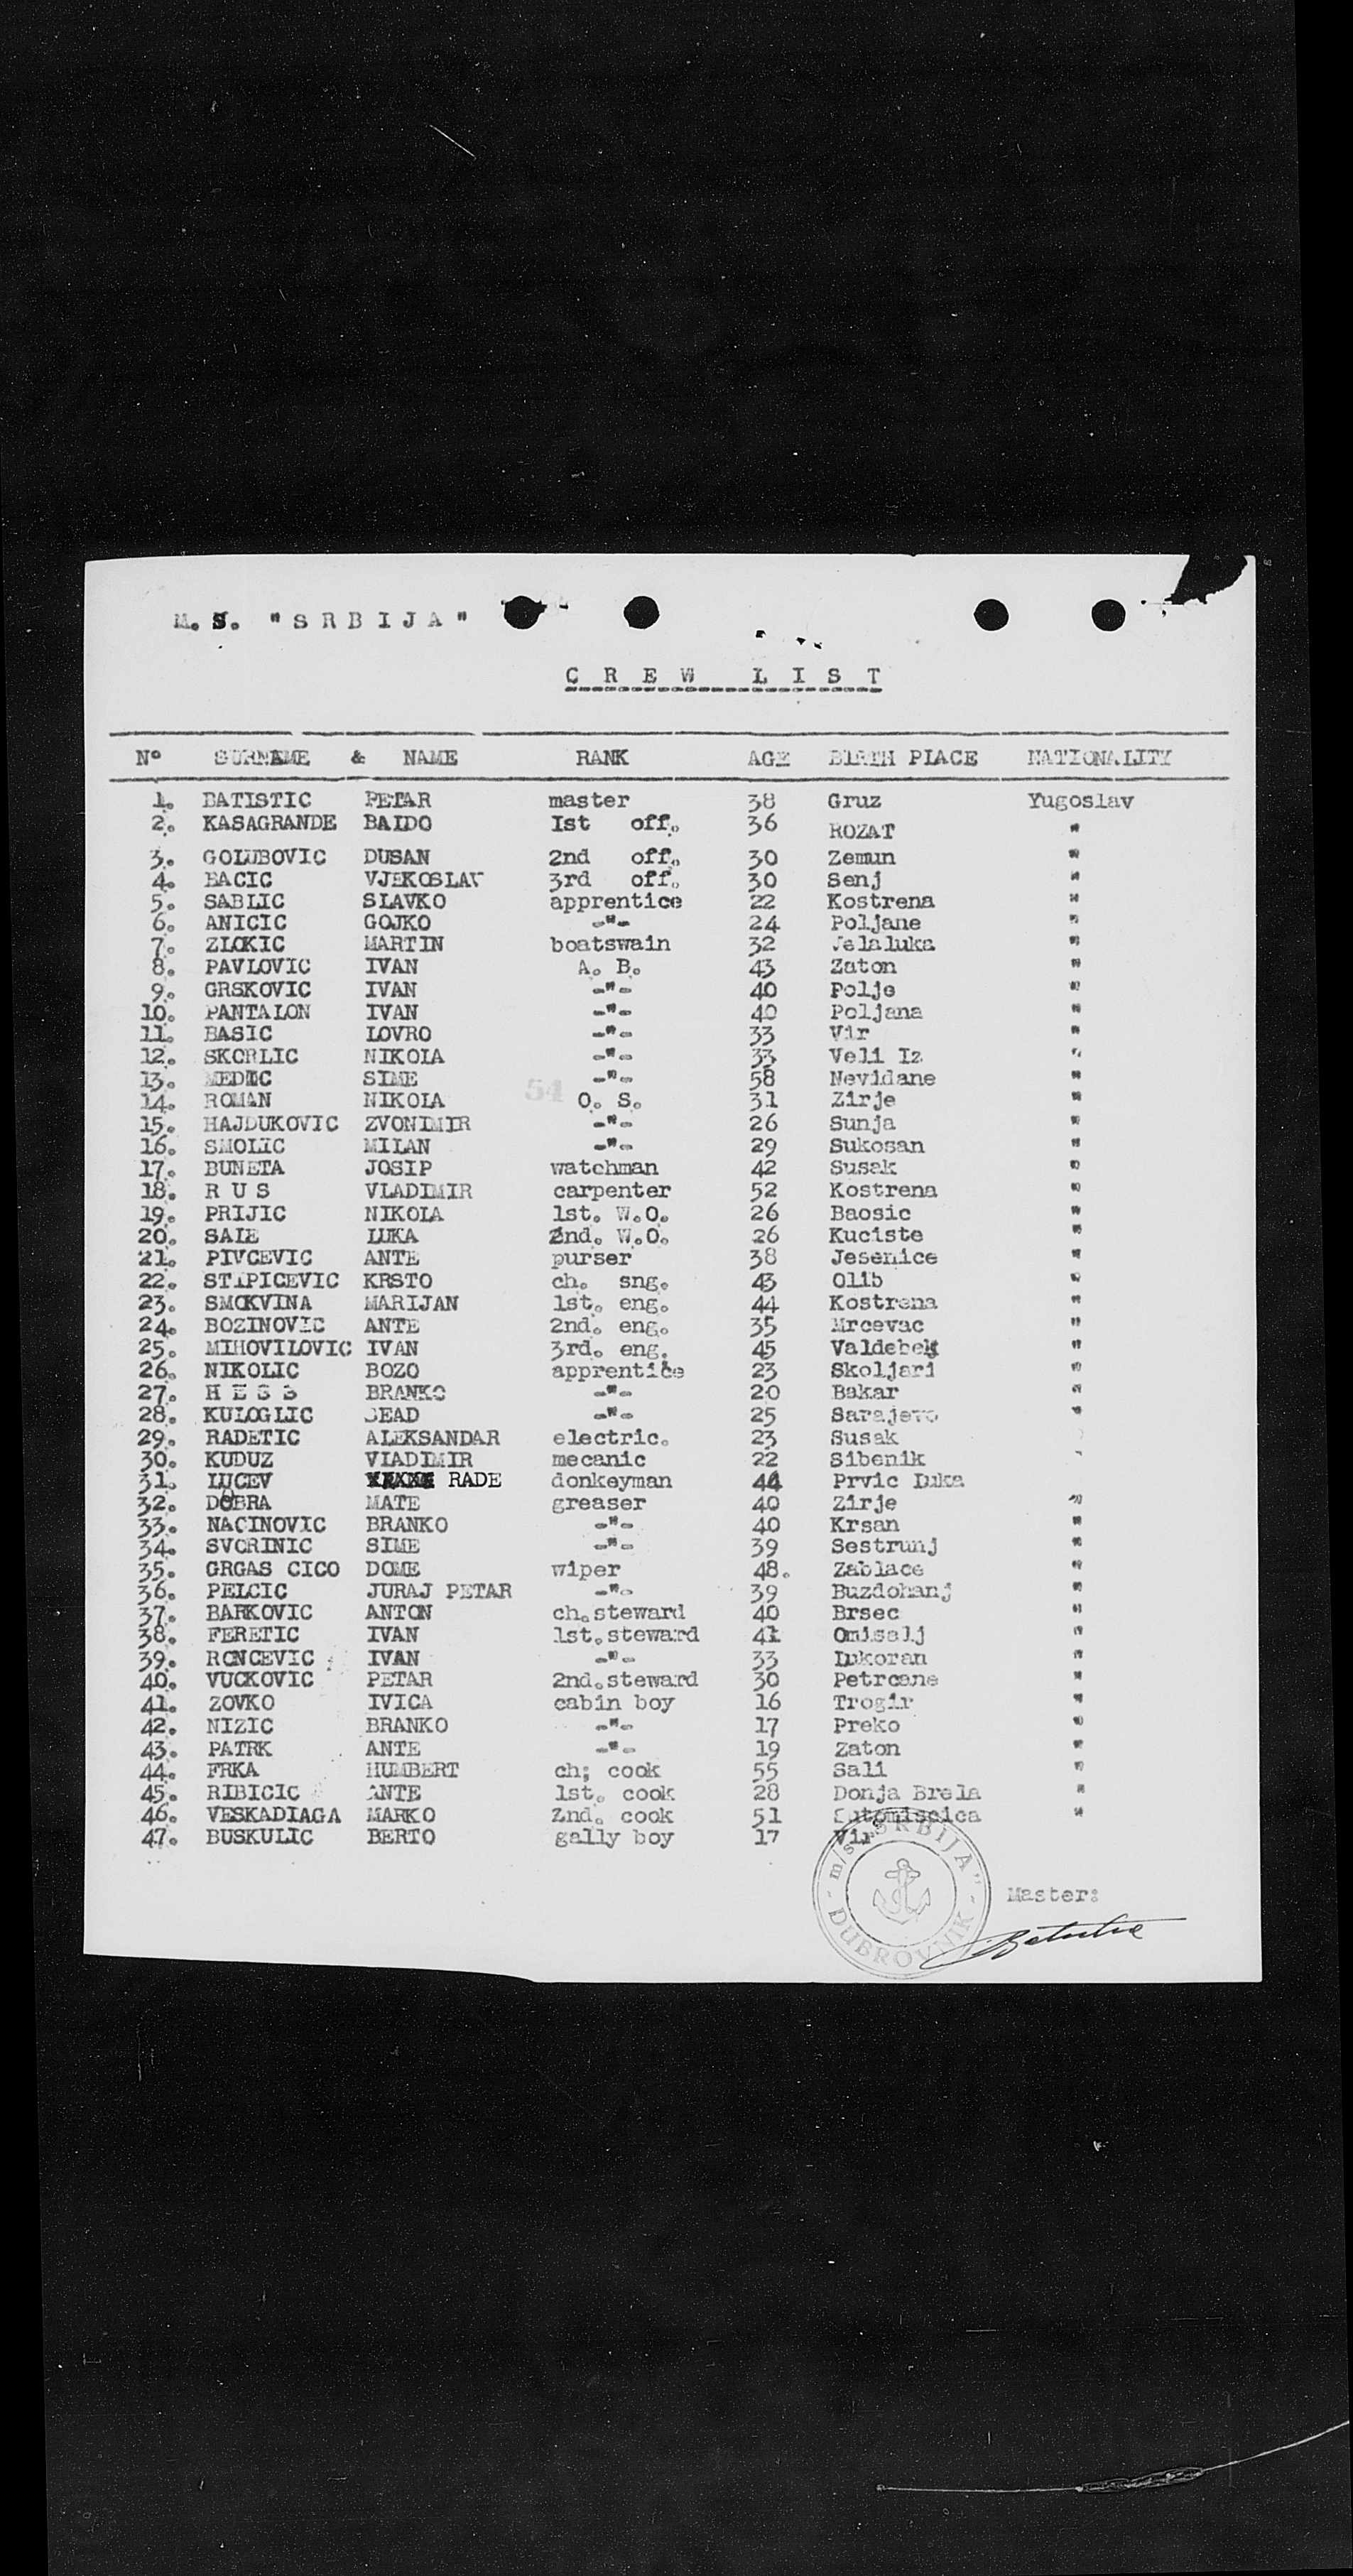 M. S. "S R B I J A"
C R E W L I S T
N° SURNAME & NAME RANK AGE BIRTH PLACE NATIONALITY
1. BATISTIC PETAR master 38 Gruz Yugoslav
2. KASAGRANDE BALDO Ist off. 36 ROZAT "
3. GOLUBOVIC DUSAN 2nd off. 30 Zemun "
4. BACIC VJEKOSLAV 3rd off. 30 Senj "
5. SABLIC SLAVKO apprentice 22 Kostrena "
6. ANICIC GOJKO -"- 24 Poljane "
7. ZLOKIC MARTIN boatswain 32 Velaluka "
8. PAVLOVIC IVAN A. B. 43 Zaton "
9. GRSKOVIC IVAN -"- 40 Polje "
10. PANTALON IVAN -"- 40 Poljana "
11. BASIC LOVRO -"- 33 Vir "
12. SKORLIC NIKOLA -"- 33 Veli Iz "
13. MEDIC SIME -"- 58 Nevidane "
54
14. ROMAN NIKOLA O. S. 31 Zirje "
15. HAJDUKOVIC ZVONIMIR -"- 26 Sunja "
16. SMOLIC MILAN -"- 29 Sukosan "
17. BUNETA JOSIP watchman 42 Susak "
18. R U S VLADIMIR carpenter 52 Kostrena "
19. PRIJIC NIKOLA 1st. W.O. 26 Baosic "
20. SALE LUKA 2nd. W.O. 26 Kuciste "
21. PIVCEVIC ANTE purser 38 Jesenice "
22. STIPICEVIC KRSTO ch. sng. 43 Olib "
23. SMOKVINA MARIJAN 1st. eng. 44 Kostrena "
24. BOZINOVIC ANTE 2nd. eng. 35 Mrcevac "
25. MIHOVILOVIC IVAN 3rd. eng. 45 Valdebek "
26. NIKOLIC BOZO apprentice 23 Skoljari "
27. H E S S BRANKO -"- 20 Bakar "
28. KULOGLIC SEAD -"- 25 Sarajevo "
29. RADETIC ALEKSANDAR electric. 23 Susak
30. KUDUZ VLADIMIR mecanic 22 Sibenik "
31. LUCEV RADE donkeyman 44 Prvic Luka
32. DOBRA MATE greaser 40 Zirje "
33. NACINOVIC BRANKO -"- 40 Krsan "
34. SVORINIC SIME -"- 39 Sestrunj "
35. GRGAS CICO DOME wiper 48. Zablace "
36. PELCIC JURAJ PETAR -"- 39 Buzdohanj "
37. BARKOVIC ANTON ch.steward 40 Brsec "
38. FERETIC IVAN 1st.steward 41 Omisalj "
39. RONCEVIC IVAN -"- 33 Lukoran "
40. VUCKOVIC PETAR 2nd.steward 30 Petrcane "
41. ZOVKO IVICA cabin boy 16 Trogir "
42. NIZIC BRANKO -"- 17 Preko "
43. PATRK ANTE -"- 19 Zaton "
44. FRKA HUMBERT ch; cook 55 Sali "
45. RIBICIC ANTE 1st. cook 28 Donja Brela "
46. VESKADIAGA MARKO 2nd. cook 51 Sutomiscica "
47. BUSKULIC BERTO gally boy 17 Vir
m/s "SRBIJA" - DUBROVNIK -
Master: